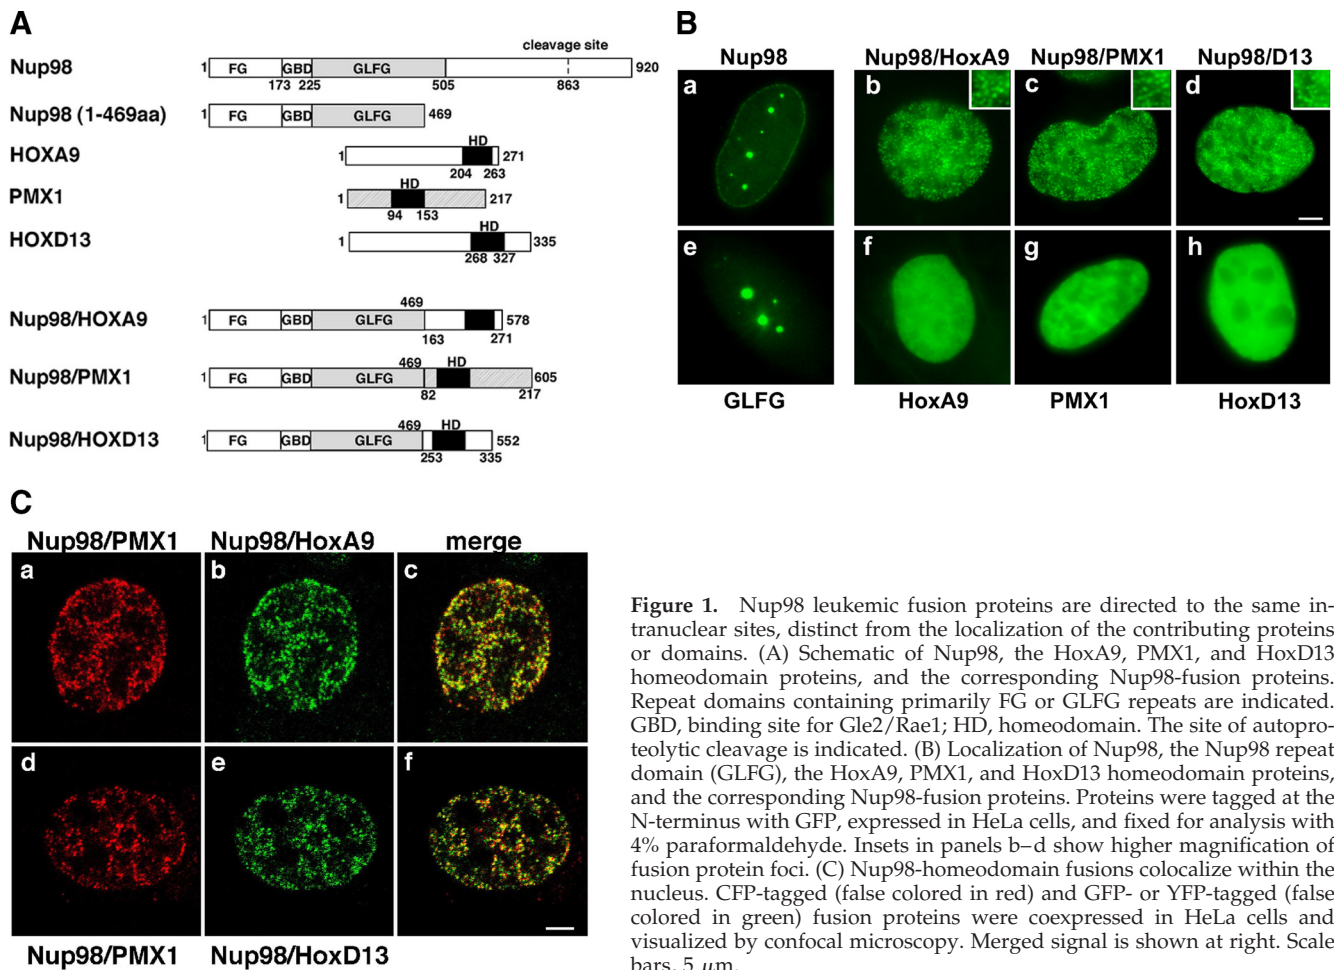 A
cleavage site
Nup98 1 FG GBD GLFG 920
173 225 505 863
Nup98 (1-469aa) 1 FG GBD GLFG 469
HD
HOXA9 1 271
204 263
HD
PMX1 1 217
94 153
HD
HOXD13 1 335
268 327
469
Nup98/HOXA9 1 FG GBD GLFG 578
163 271
469 HD
Nup98/PMX1 1 FG GBD GLFG 605
82 217
469 HD
Nup98/HOXD13 1 FG GBD GLFG 552
253 335
B
Nup98 Nup98/HoxA9 Nup98/PMX1 Nup98/D13
a b c d
e f g h
GLFG HoxA9 PMX1 HoxD13
C
Nup98/PMX1 Nup98/HoxA9 merge
a b c
d e f
Nup98/PMX1 Nup98/HoxD13
Figure 1. Nup98 leukemic fusion proteins are directed to the same in-
tranuclear sites, distinct from the localization of the contributing proteins
or domains. (A) Schematic of Nup98, the HoxA9, PMX1, and HoxD13
homeodomain proteins, and the corresponding Nup98-fusion proteins.
Repeat domains containing primarily FG or GLFG repeats are indicated.
GBD, binding site for Gle2/Rae1; HD, homeodomain. The site of autopro-
teolytic cleavage is indicated. (B) Localization of Nup98, the Nup98 repeat
domain (GLFG), the HoxA9, PMX1, and HoxD13 homeodomain proteins,
and the corresponding Nup98-fusion proteins. Proteins were tagged at the
N-terminus with GFP, expressed in HeLa cells, and fixed for analysis with
4% paraformaldehyde. Insets in panels b–d show higher magnification of
fusion protein foci. (C) Nup98-homeodomain fusions colocalize within the
nucleus. CFP-tagged (false colored in red) and GFP- or YFP-tagged (false
colored in green) fusion proteins were coexpressed in HeLa cells and
visualized by confocal microscopy. Merged signal is shown at right. Scale
bars, 5 μm.